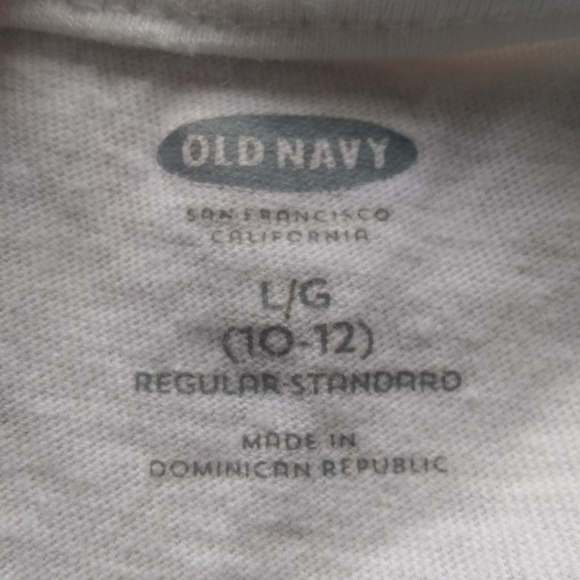 OLD NAVY
SAN FRANCISCO
CALIFORNIA
L/G
(10-12)
REGULAR-STANDARD
MADE IN
DOMINICAN REPUBLIC